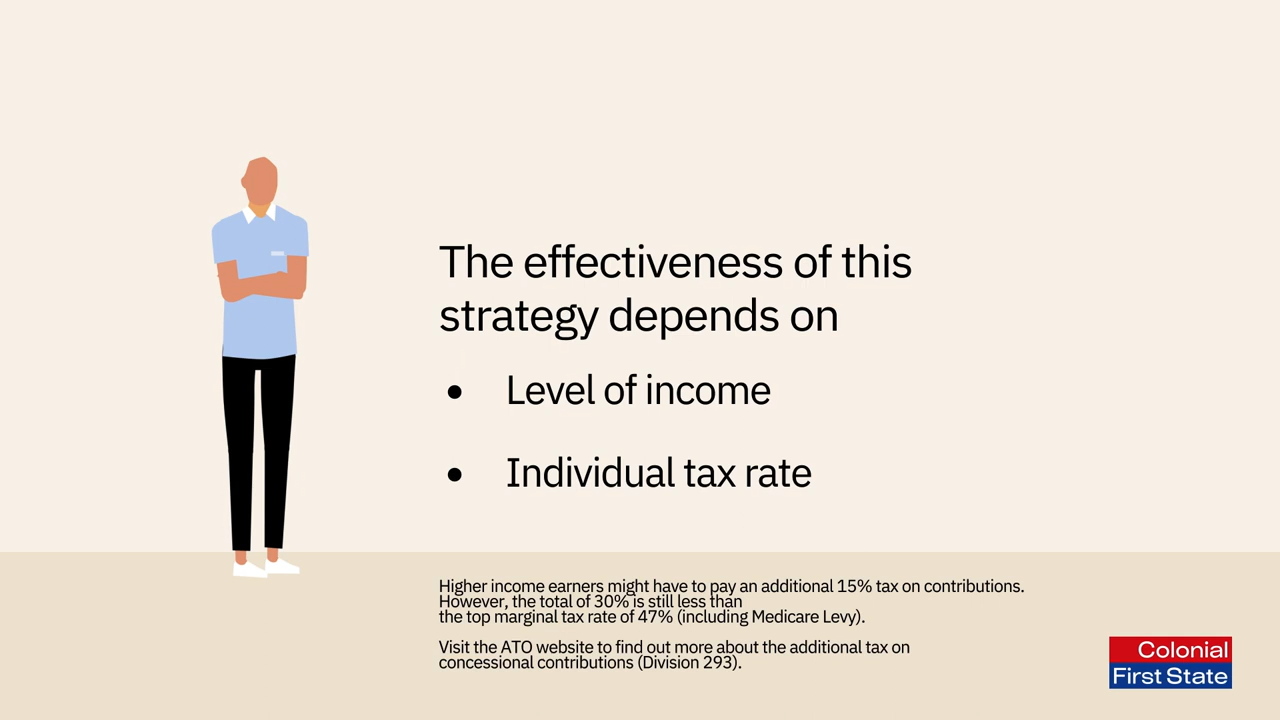 The effectiveness of this
strategy depends on
• Level of income
• Individual tax rate
Higher income earners might have to pay an additional 15% tax on contributions.
However, the total of 30% is still less than
the top marginal tax rate of 47% (including Medicare Levy).
Visit the ATO website to find out more about the additional tax on
concessional contributions (Division 293).
Colonial
First State